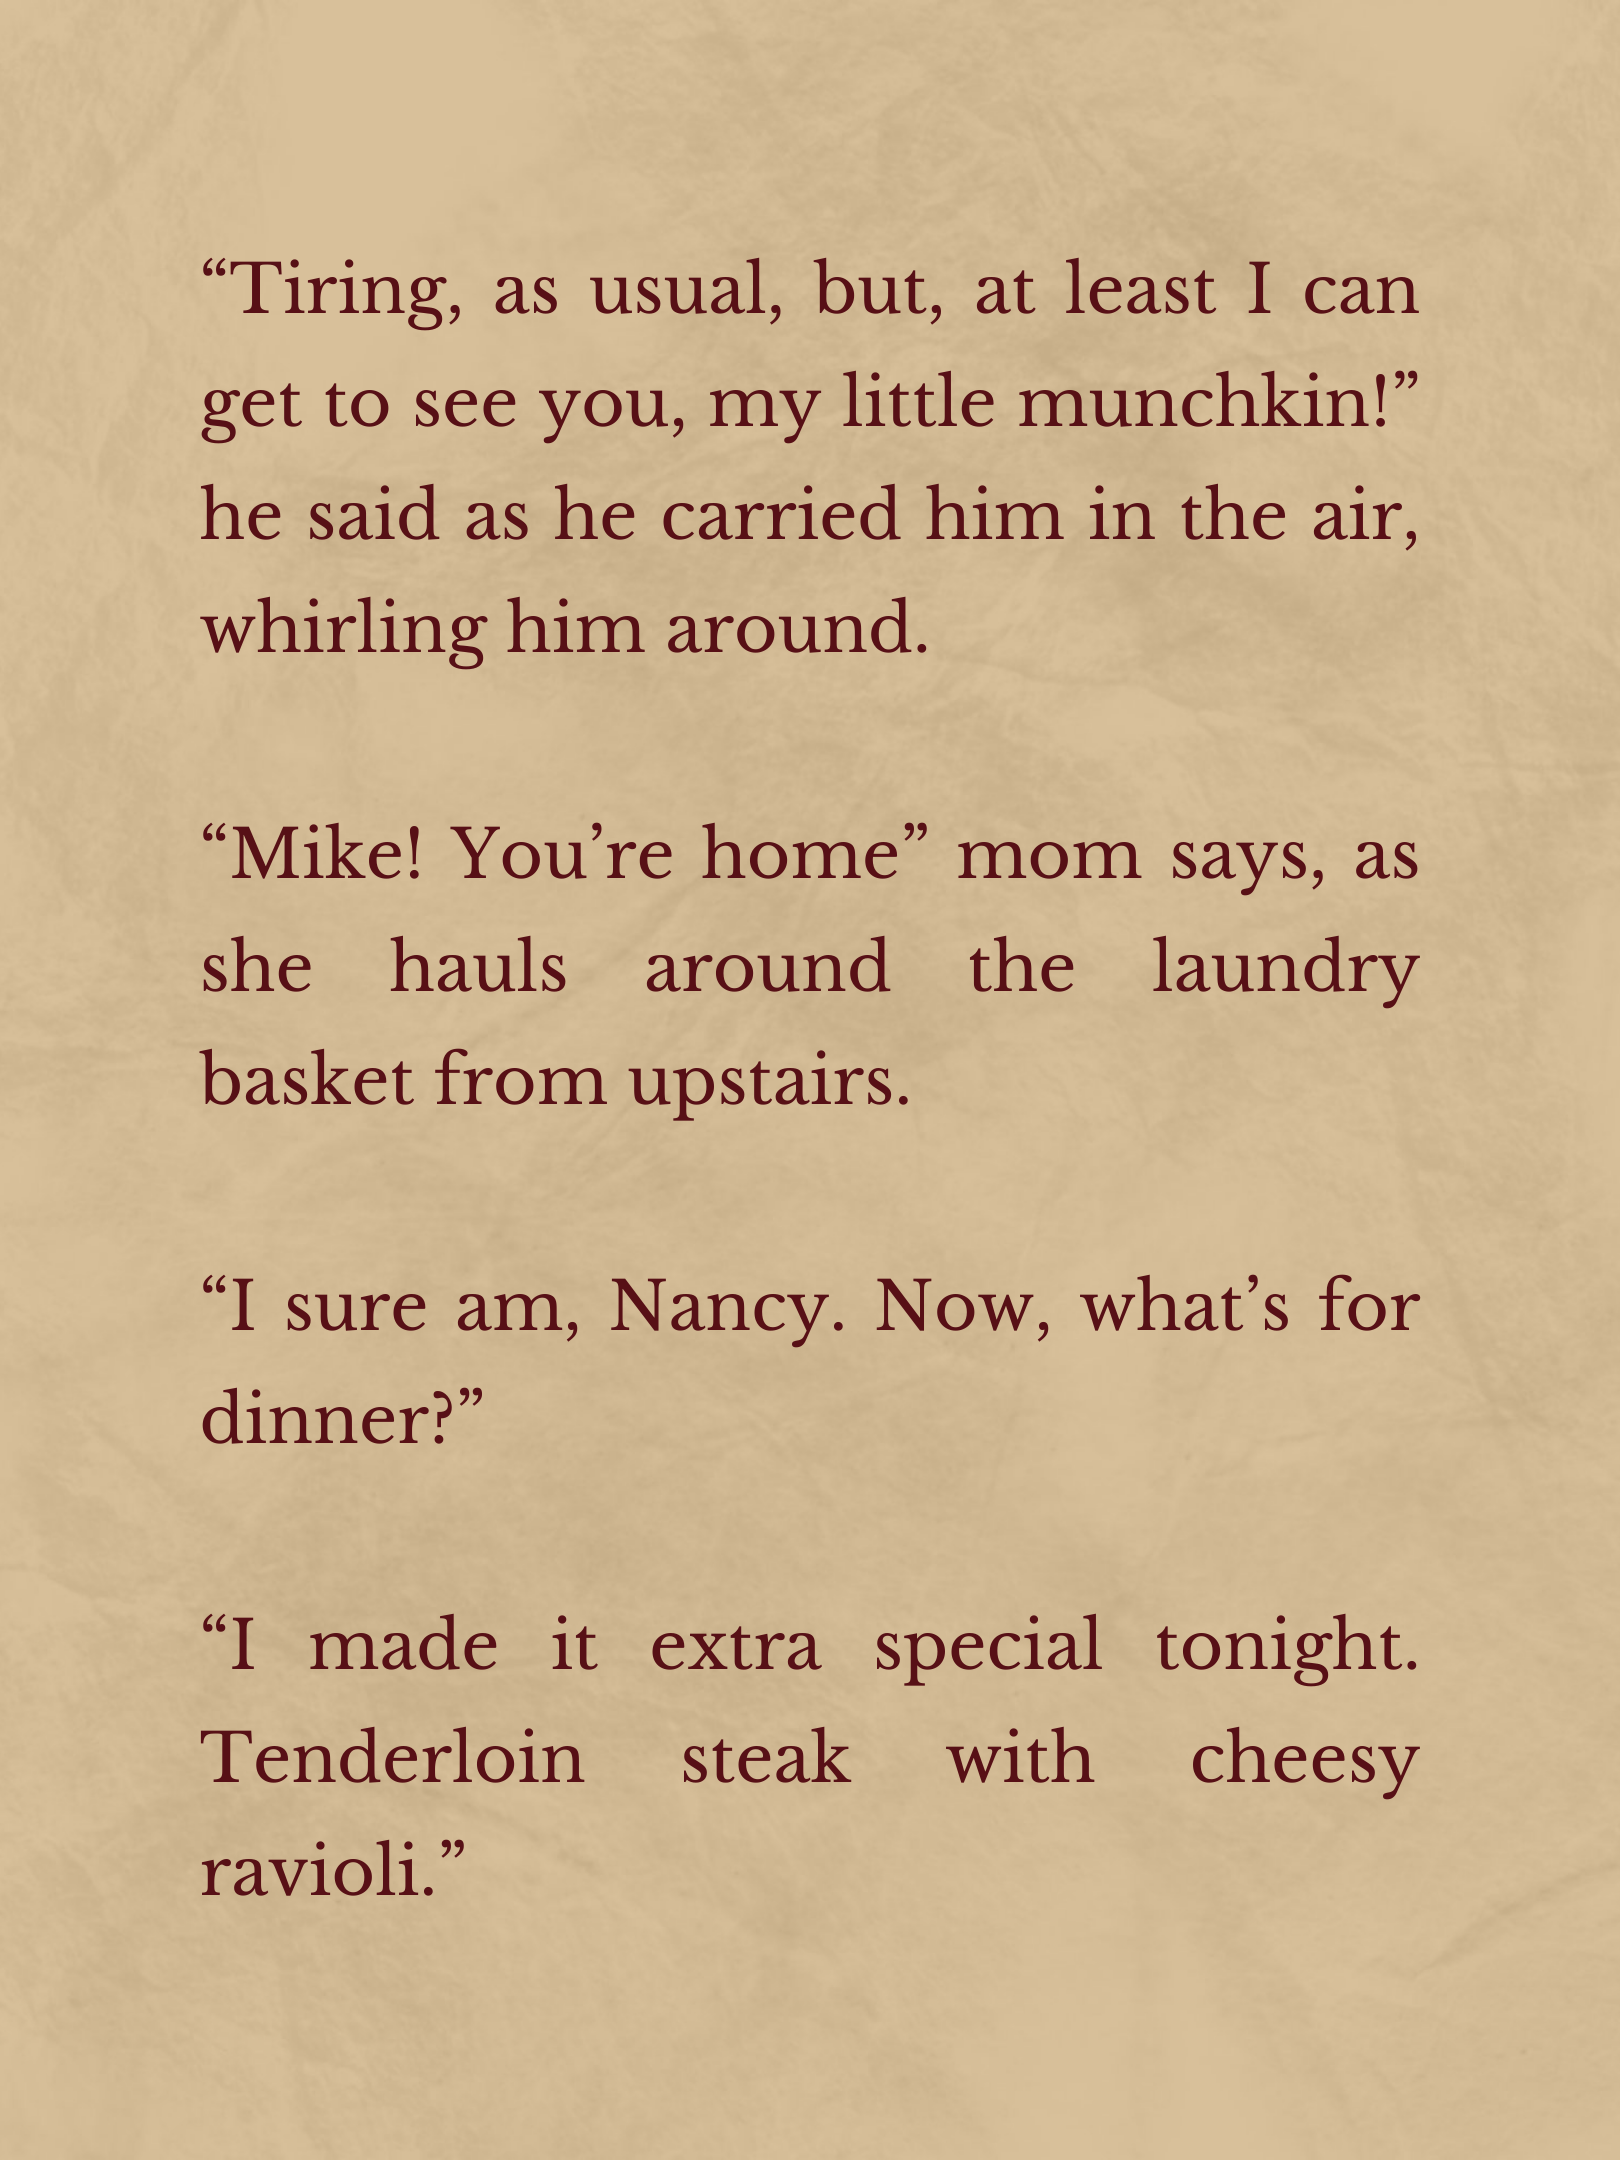 “Tiring, as usual, but, at least I can
get to see you, my little munchkin!”
he said as he carried him in the air,
whirling him around.
“Mike! You’re home” mom says, as
she hauls around the laundry
basket from upstairs.
“I sure am, Nancy. Now, what’s for
dinner?”
“I made it extra special tonight.
Tenderloin steak with cheesy
ravioli.”